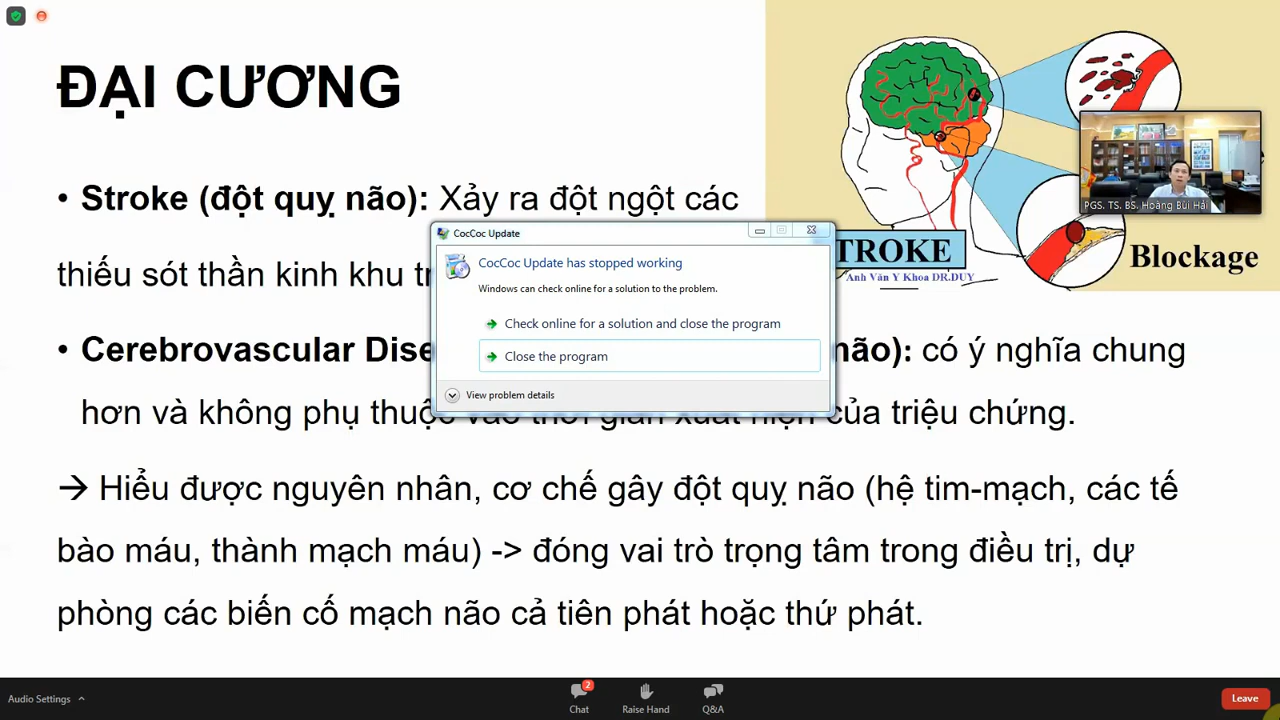 ĐẠI CƯƠNG
• Stroke (đột quỵ não): Xảy ra đột ngột các
thiếu sót thần kinh khu
TROKE
Anh Văn Y Khoa DR.DUY
Blockage
PGS. TS. BS. Hoàng Bùi Hải
CocCoc Update
CocCoc Update has stopped working
Windows can check online for a solution to the problem.
Check online for a solution and close the program
Close the program
View problem details
• Cerebrovascular não): có ý nghĩa chung
hơn và không phụ thuộc vào thời gian xuất hiện của triệu chứng.
→ Hiểu được nguyên nhân, cơ chế gây đột quỵ não (hệ tim-mạch, các tế
bào máu, thành mạch máu) -> đóng vai trò trọng tâm trong điều trị, dự
phòng các biến cố mạch não cả tiên phát hoặc thứ phát.
Audio Settings
Chat
2
Raise Hand
Q&A
Leave